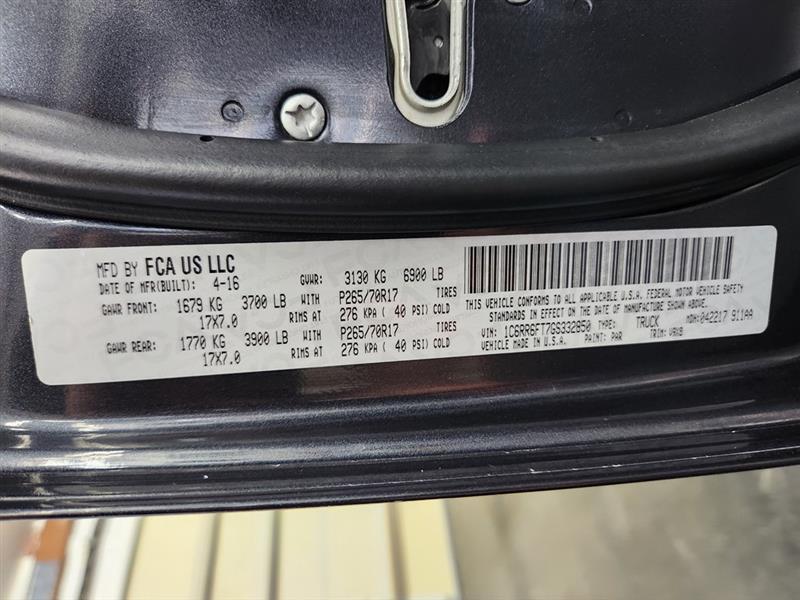 MFD BY FCA US LLC
DATE OF MFR(BUILT): 4-16 GVWR: 3130 KG 6900 LB
GAWR FRONT: 1679 KG 3700 LB WITH P265/70R17 TIRES
17X7.0 RIMS AT 276 KPA ( 40 PSI) COLD
GAWR REAR: 1770 KG 3900 LB WITH P265/70R17 TIRES
17X7.0 RIMS AT 276 KPA ( 40 PSI) COLD
THIS VEHICLE CONFORMS TO ALL APPLICABLE U.S.A. FEDERAL MOTOR VEHICLE SAFETY
STANDARDS IN EFFECT ON THE DATE OF MANUFACTURE SHOWN ABOVE.
VIN: 1C6RR6FT7GS332850 TYPE: TRUCK MDH: 042217 911AA
MADE IN U.S.A. PAINT: PAR TRIM: V9X8